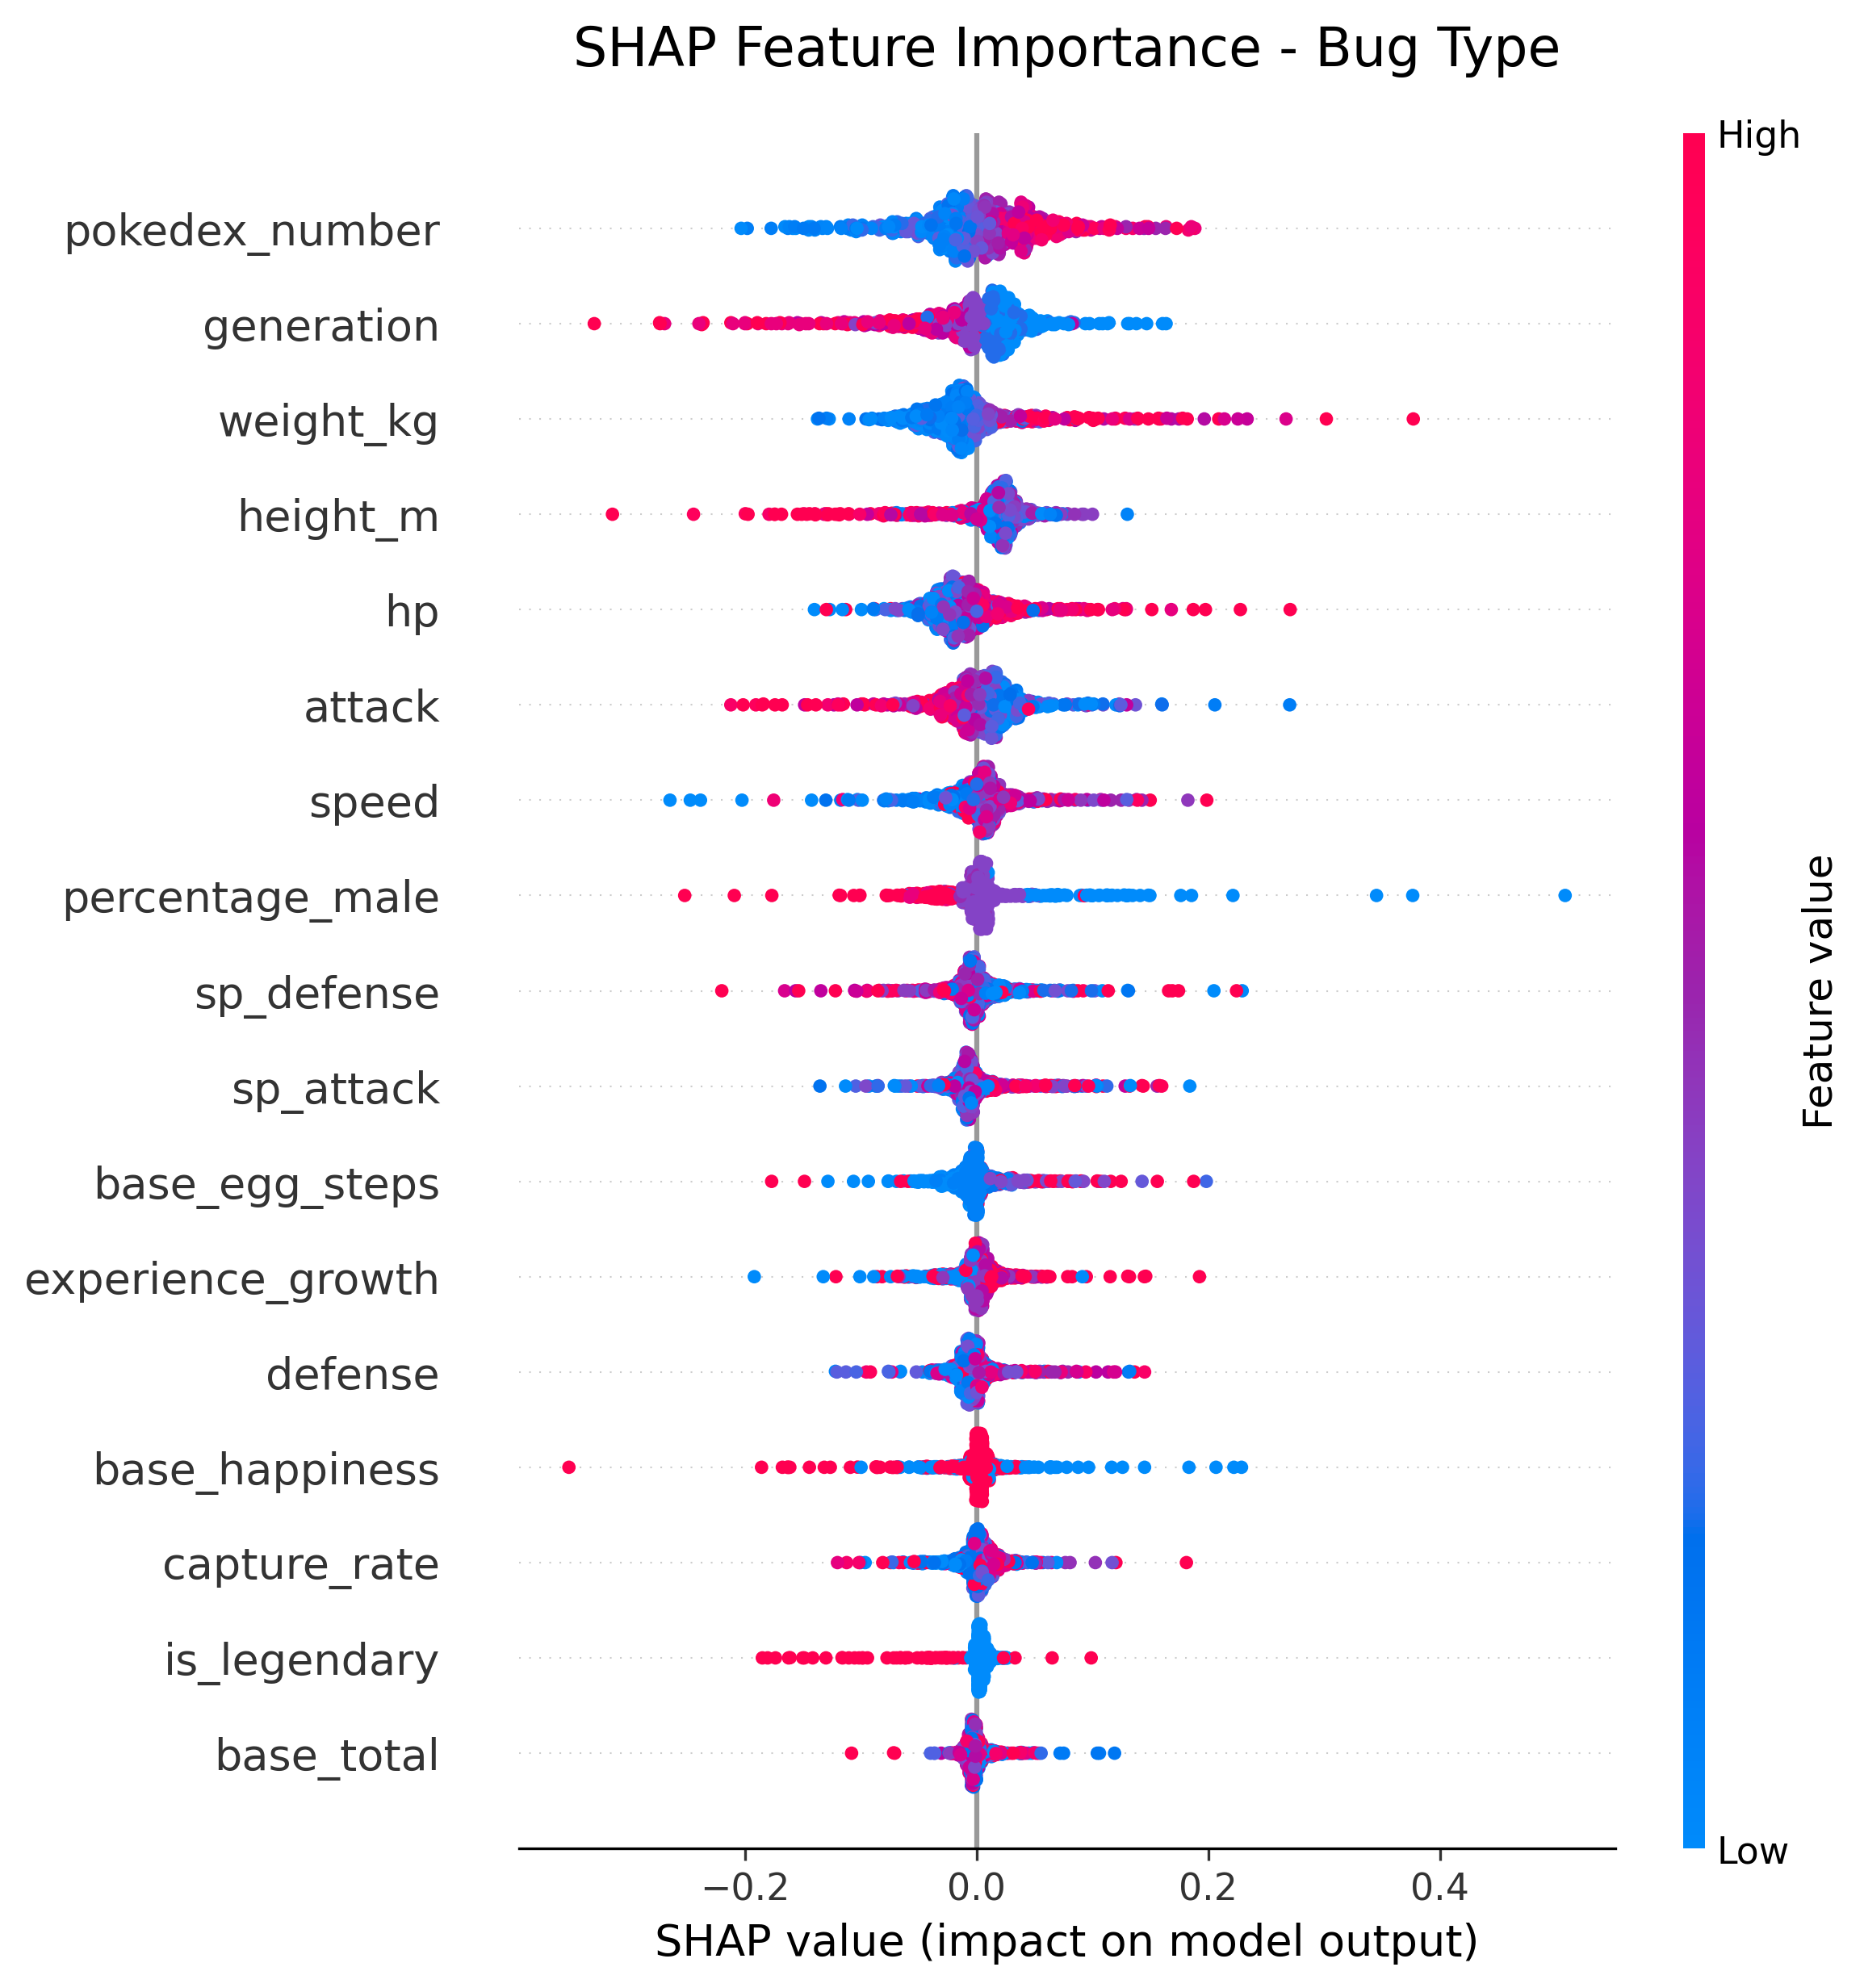 SHAP Feature Importance - Bug Type
High
pokedex_number
generation
weight_kg
height_m
hp
attack
speed
percentage_male
sp_defense
sp_attack
base_egg_steps
experience_growth
defense
base_happiness
capture_rate
is_legendary
base_total
Feature value
Low
−0.2
0.0
0.2
0.4
SHAP value (impact on model output)